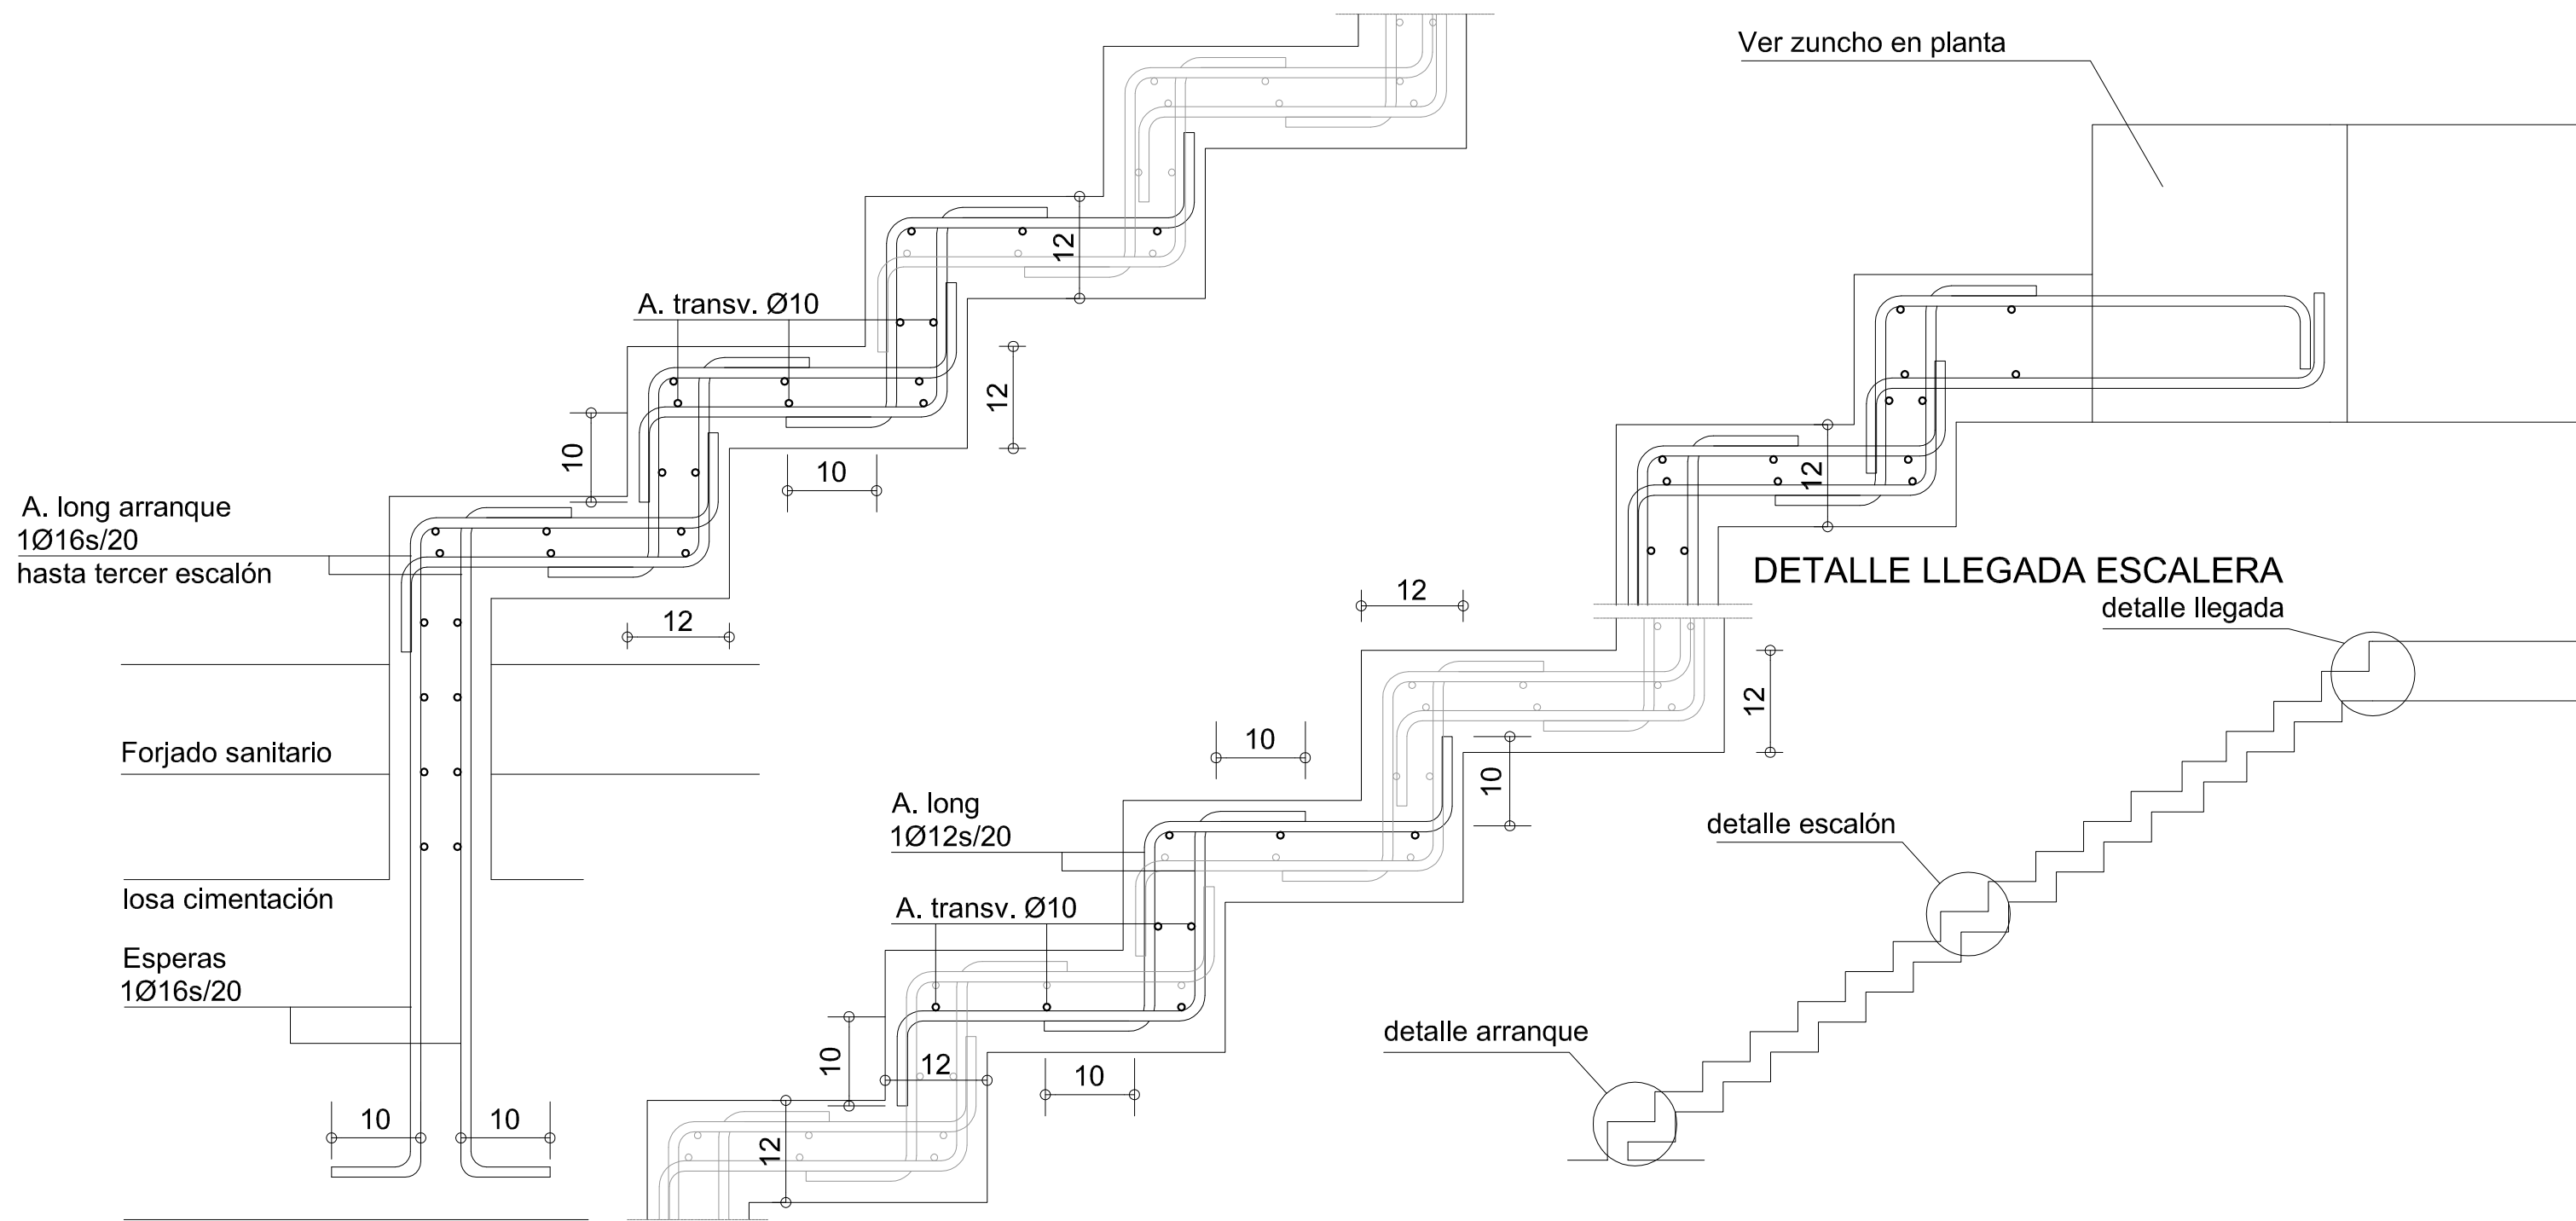 Ver zuncho en planta
12
A. transv. Ø10
12
10
10
A. long arranque
1Ø16s/20
hasta tercer escalón
12
12
DETALLE LLEGADA ESCALERA
detalle llegada
12
12
10
10
Forjado sanitario
A. long
1Ø12s/20
detalle escalón
losa cimentación
A. transv. Ø10
Esperas
1Ø16s/20
detalle arranque
10
12
10
10
10
12